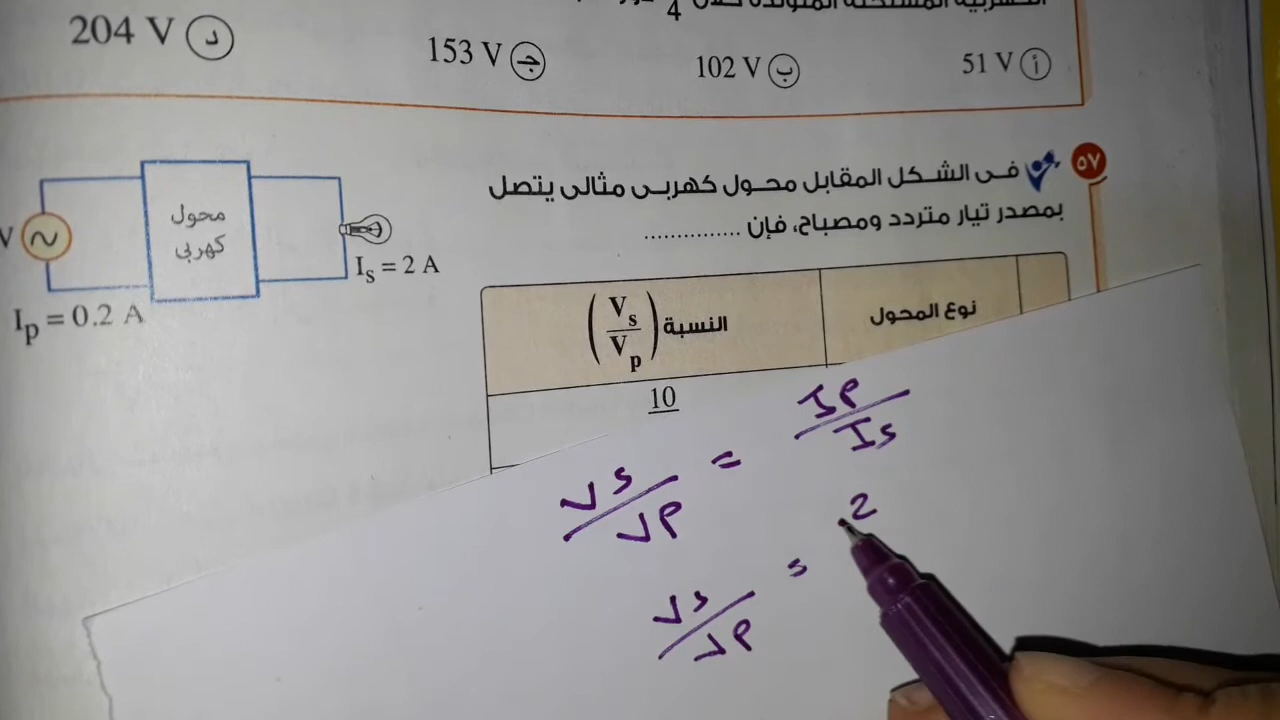 4
أ 51 V
ب 102 V
ج 153 V
د 204 V
٥٧ فى الشكل المقابل محول كهربى مثالى يتصل
بمصدر تيار متردد ومصباح، فإن ...............
V
محول
كهربى
Iₚ = 0.2 A
Iₛ = 2 A
نوع المحول
النسبة (Vₛ/Vₚ)
10
Vs/Vp = Ip/Is
Vs/Vp = 2